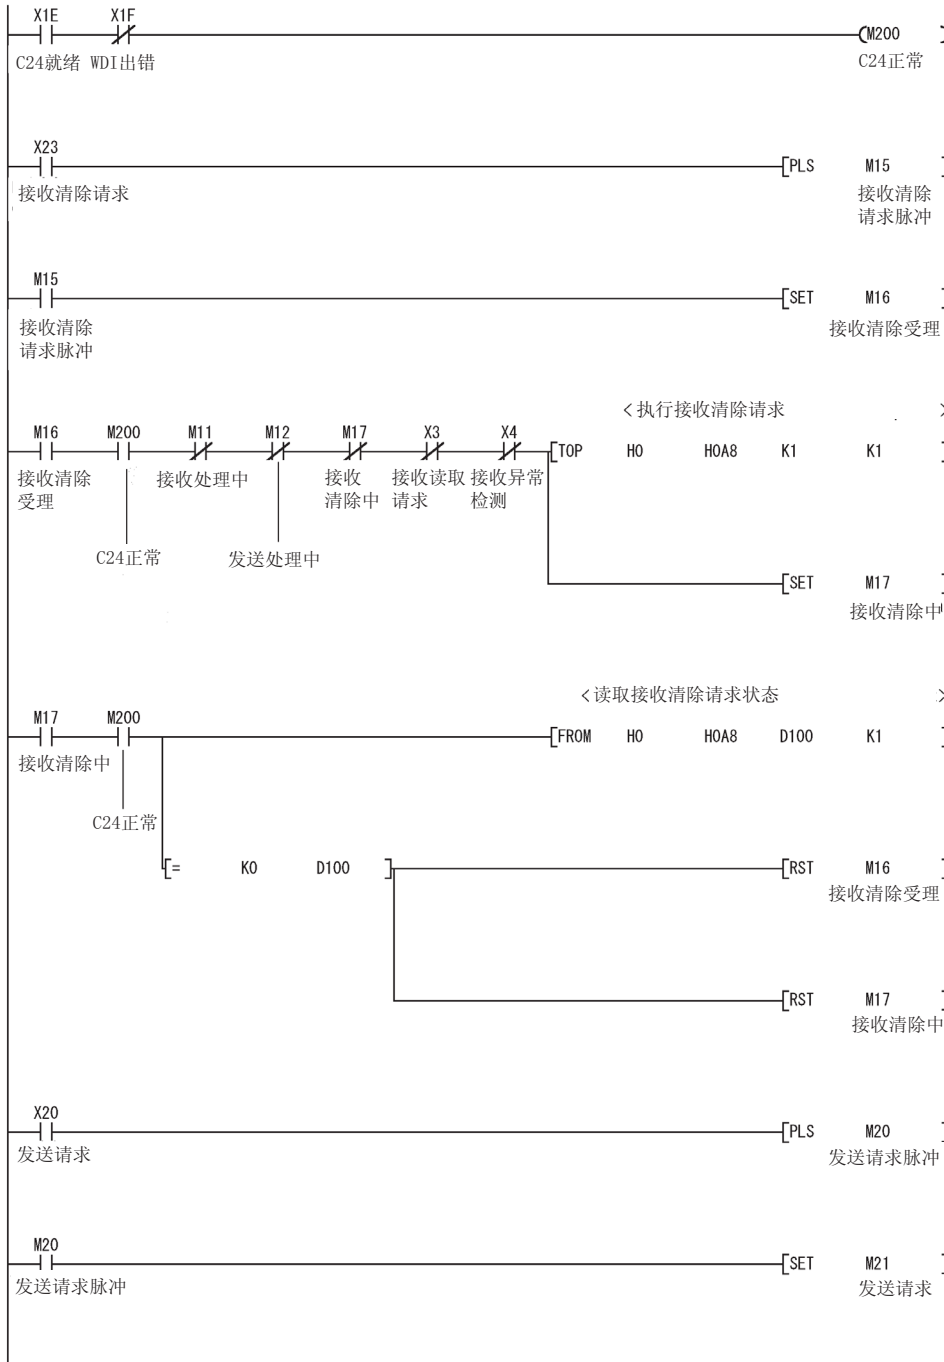 X1E X1F
(M200 )
C24就绪 WDI出错 C24正常
X23
[PLS M15 ]
接收清除请求 接收清除
请求脉冲
M15
[SET M16 ]
接收清除 接收清除受理
请求脉冲
<执行接收清除请求 >
M16 M200 M11 M12 M17 X3 X4
[TOP H0 H0A8 K1 K1 ]
接收清除 接收处理中 接收 接收读取 接收异常
受理 清除中 请求 检测
C24正常 发送处理中
[SET M17 ]
接收清除中
<读取接收清除请求状态 >
M17 M200
[FROM H0 H0A8 D100 K1 ]
接收清除中
C24正常
[= K0 D100 ] [RST M16 ]
接收清除受理
[RST M17 ]
接收清除中
X20
[PLS M20 ]
发送请求 发送请求脉冲
M20
[SET M21 ]
发送请求脉冲 发送请求